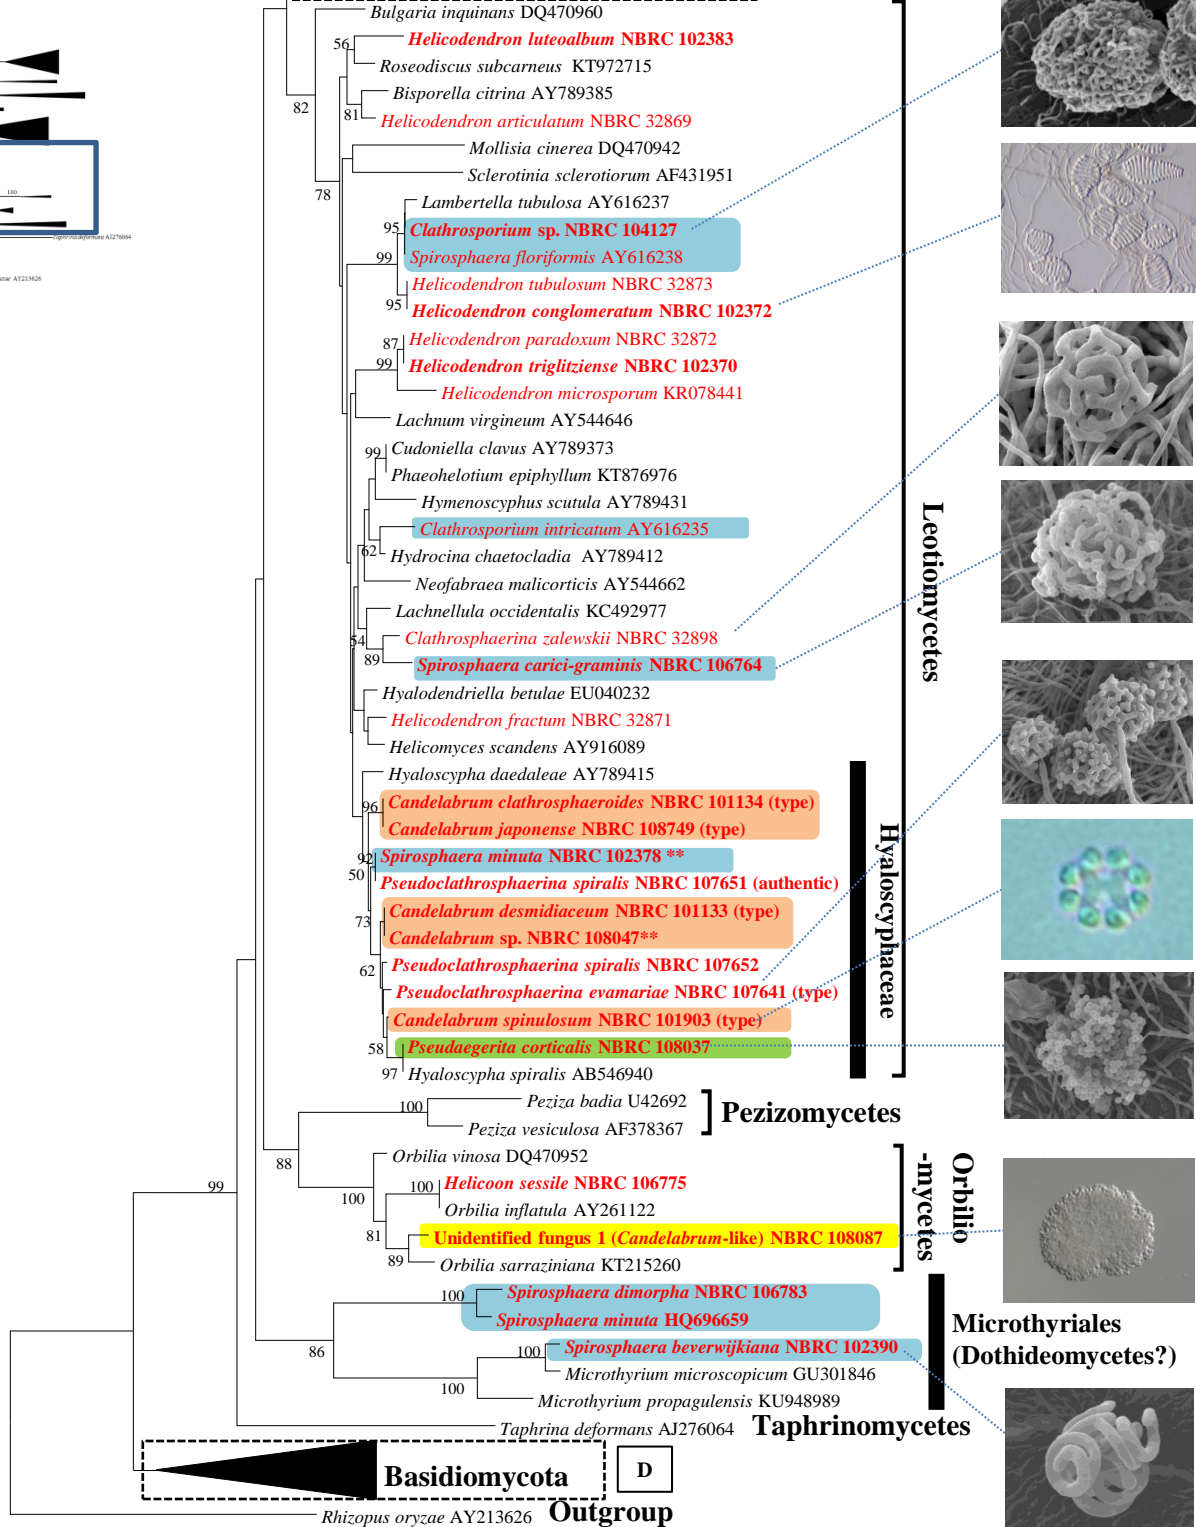 Bulgaria inquinans DQ470960
56
Helicodendron luteoalbum NBRC 102383
Roseodiscus subcarneus KT972715
82
Bisporella citrina AY789385
81
Helicodendron articulatum NBRC 32869
Mollisia cinerea DQ470942
Sclerotinia sclerotiorum AF431951
78
Lambertella tubulosa AY616237
95
Clathrosporium sp. NBRC 104127
Spirosphaera floriformis AY616238
99
Helicodendron tubulosum NBRC 32873
95
Helicodendron conglomeratum NBRC 102372
87
Helicodendron paradoxum NBRC 32872
99
Helicodendron triglitziense NBRC 102370
Helicodendron microsporum KR078441
Lachnum virgineum AY544646
99
Cudoniella clavus AY789373
Phaeohelotium epiphyllum KT876976
Hymenoscyphus scutula AY789431
Clathrosporium intricatum AY616235
62
Hydrocina chaetocladia AY789412
Neofabraea malicorticis AY544662
Lachnellula occidentalis KC492977
54
Clathrosphaerina zalewskii NBRC 32898
89
Spirosphaera carici-graminis NBRC 106764
Hyalodendriella betulae EU040232
Helicodendron fractum NBRC 32871
Helicomyces scandens AY916089
Leotiomycetes
Hyaloscypha daedaleae AY789415
96
Candelabrum clathrosphaeroides NBRC 101134 (type)
Candelabrum japonense NBRC 108749 (type)
92
Spirosphaera minuta NBRC 102378 **
50
Pseudoclathrosphaerina spiralis NBRC 107651 (authentic)
73
Candelabrum desmidiaceum NBRC 101133 (type)
Candelabrum sp. NBRC 108047**
62
Pseudoclathrosphaerina spiralis NBRC 107652
Pseudoclathrosphaerina evamariae NBRC 107641 (type)
Candelabrum spinulosum NBRC 101903 (type)
58
Pseudaegerita corticalis NBRC 108037
97
Hyaloscypha spiralis AB546940
Hyaloscyphaceae
100
Peziza badia U42692
Peziza vesiculosa AF378367
Pezizomycetes
88
99
Orbilia vinosa DQ470952
100
100
Helicoon sessile NBRC 106775
Orbilia inflatula AY261122
81
Unidentified fungus 1 (Candelabrum-like) NBRC 108087
89
Orbilia sarraziniana KT215260
Orbilio
-mycetes
100
Spirosphaera dimorpha NBRC 106783
Spirosphaera minuta HQ696659
86
100
Spirosphaera beverwijkiana NBRC 102390
Microthyrium microscopicum GU301846
100
Microthyrium propagulensis KU948989
Microthyriales
(Dothideomycetes?)
Taphrina deformans AJ276064
Taphrinomycetes
Basidiomycota
D
Rhizopus oryzae AY213626
Outgroup
100
Taphrina deformans AJ276064
AY213626